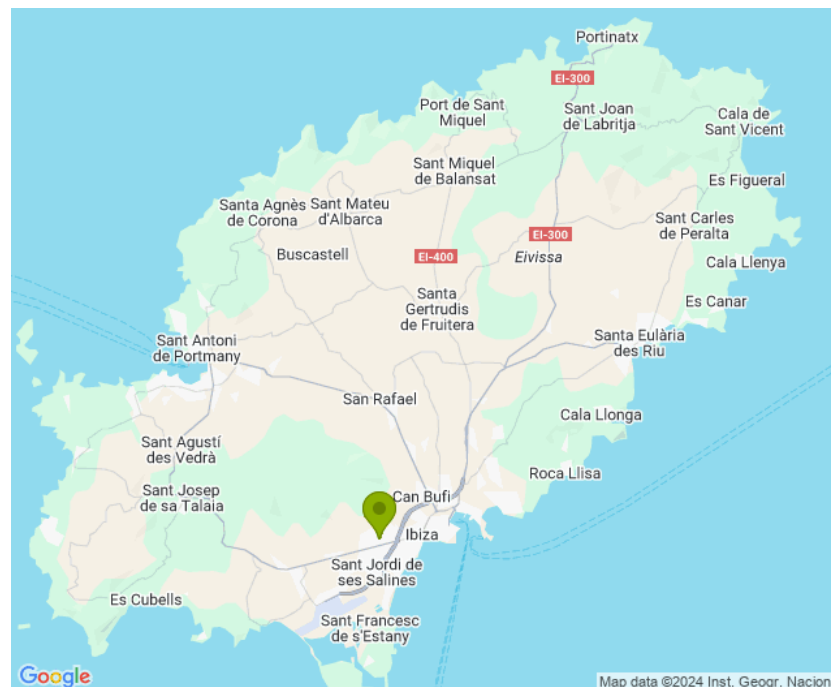 Portinatx
EI-300
Port de Sant
Miquel
Sant Joan
de Labritja
Cala de
Sant Vicent
Sant Miquel
de Balansat
Es Figueral
Santa Agnès
de Corona
Sant Mateu
d'Albarca
Sant Carles
de Peralta
EI-300
Buscastell
EI-400
Eivissa
Cala Llenya
Santa
Gertrudis
de Fruitera
Es Canar
Sant Antoni
de Portmany
Santa Eulària
des Riu
San Rafael
Cala Llonga
Sant Agustí
des Vedrà
Roca Llisa
Sant Josep
de sa Talaia
Can Bufi
Ibiza
Sant Jordi de
ses Salines
Es Cubells
Sant Francesc
de s'Estany
Google
Map data ©2024 Inst. Geogr. Nacion